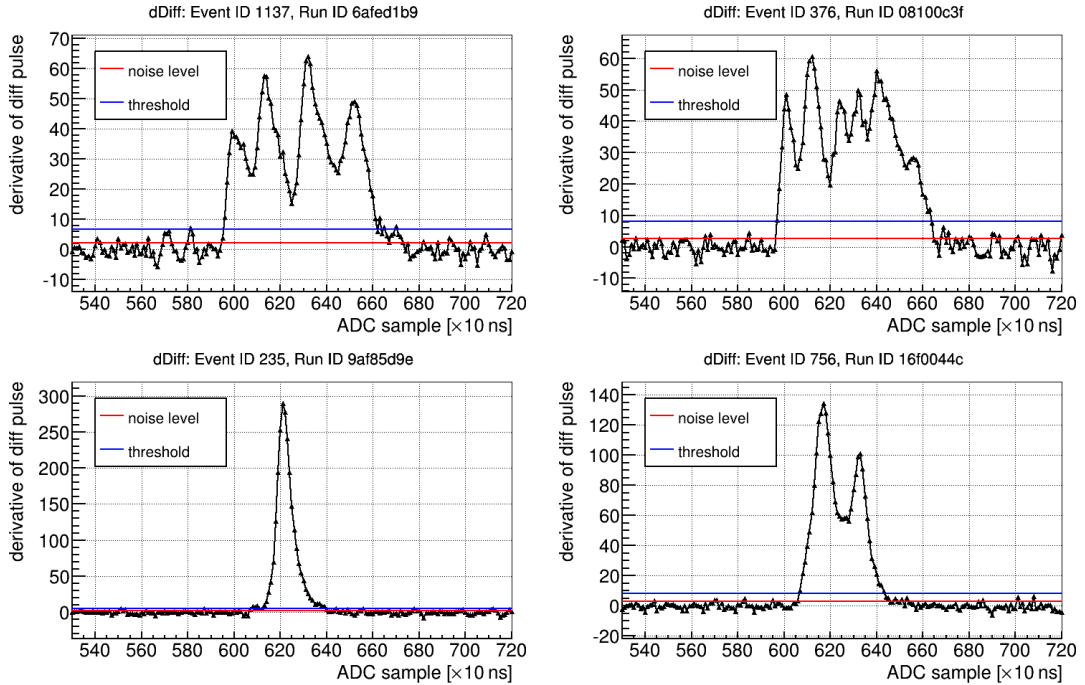 dDiff: Event ID 1137, Run ID 6afed1b9
derivative of diff pulse
70
60
50
40
30
20
10
0
-10
noise level
threshold
540 560 580 600 620 640 660 680 700 720
ADC sample [×10 ns]
dDiff: Event ID 376, Run ID 08100c3f
derivative of diff pulse
60
50
40
30
20
10
0
-10
noise level
threshold
540 560 580 600 620 640 660 680 700 720
ADC sample [×10 ns]
dDiff: Event ID 235, Run ID 9af85d9e
derivative of diff pulse
300
250
200
150
100
50
0
noise level
threshold
540 560 580 600 620 640 660 680 700 720
ADC sample [×10 ns]
dDiff: Event ID 756, Run ID 16f0044c
derivative of diff pulse
140
120
100
80
60
40
20
0
-20
noise level
threshold
540 560 580 600 620 640 660 680 700 720
ADC sample [×10 ns]